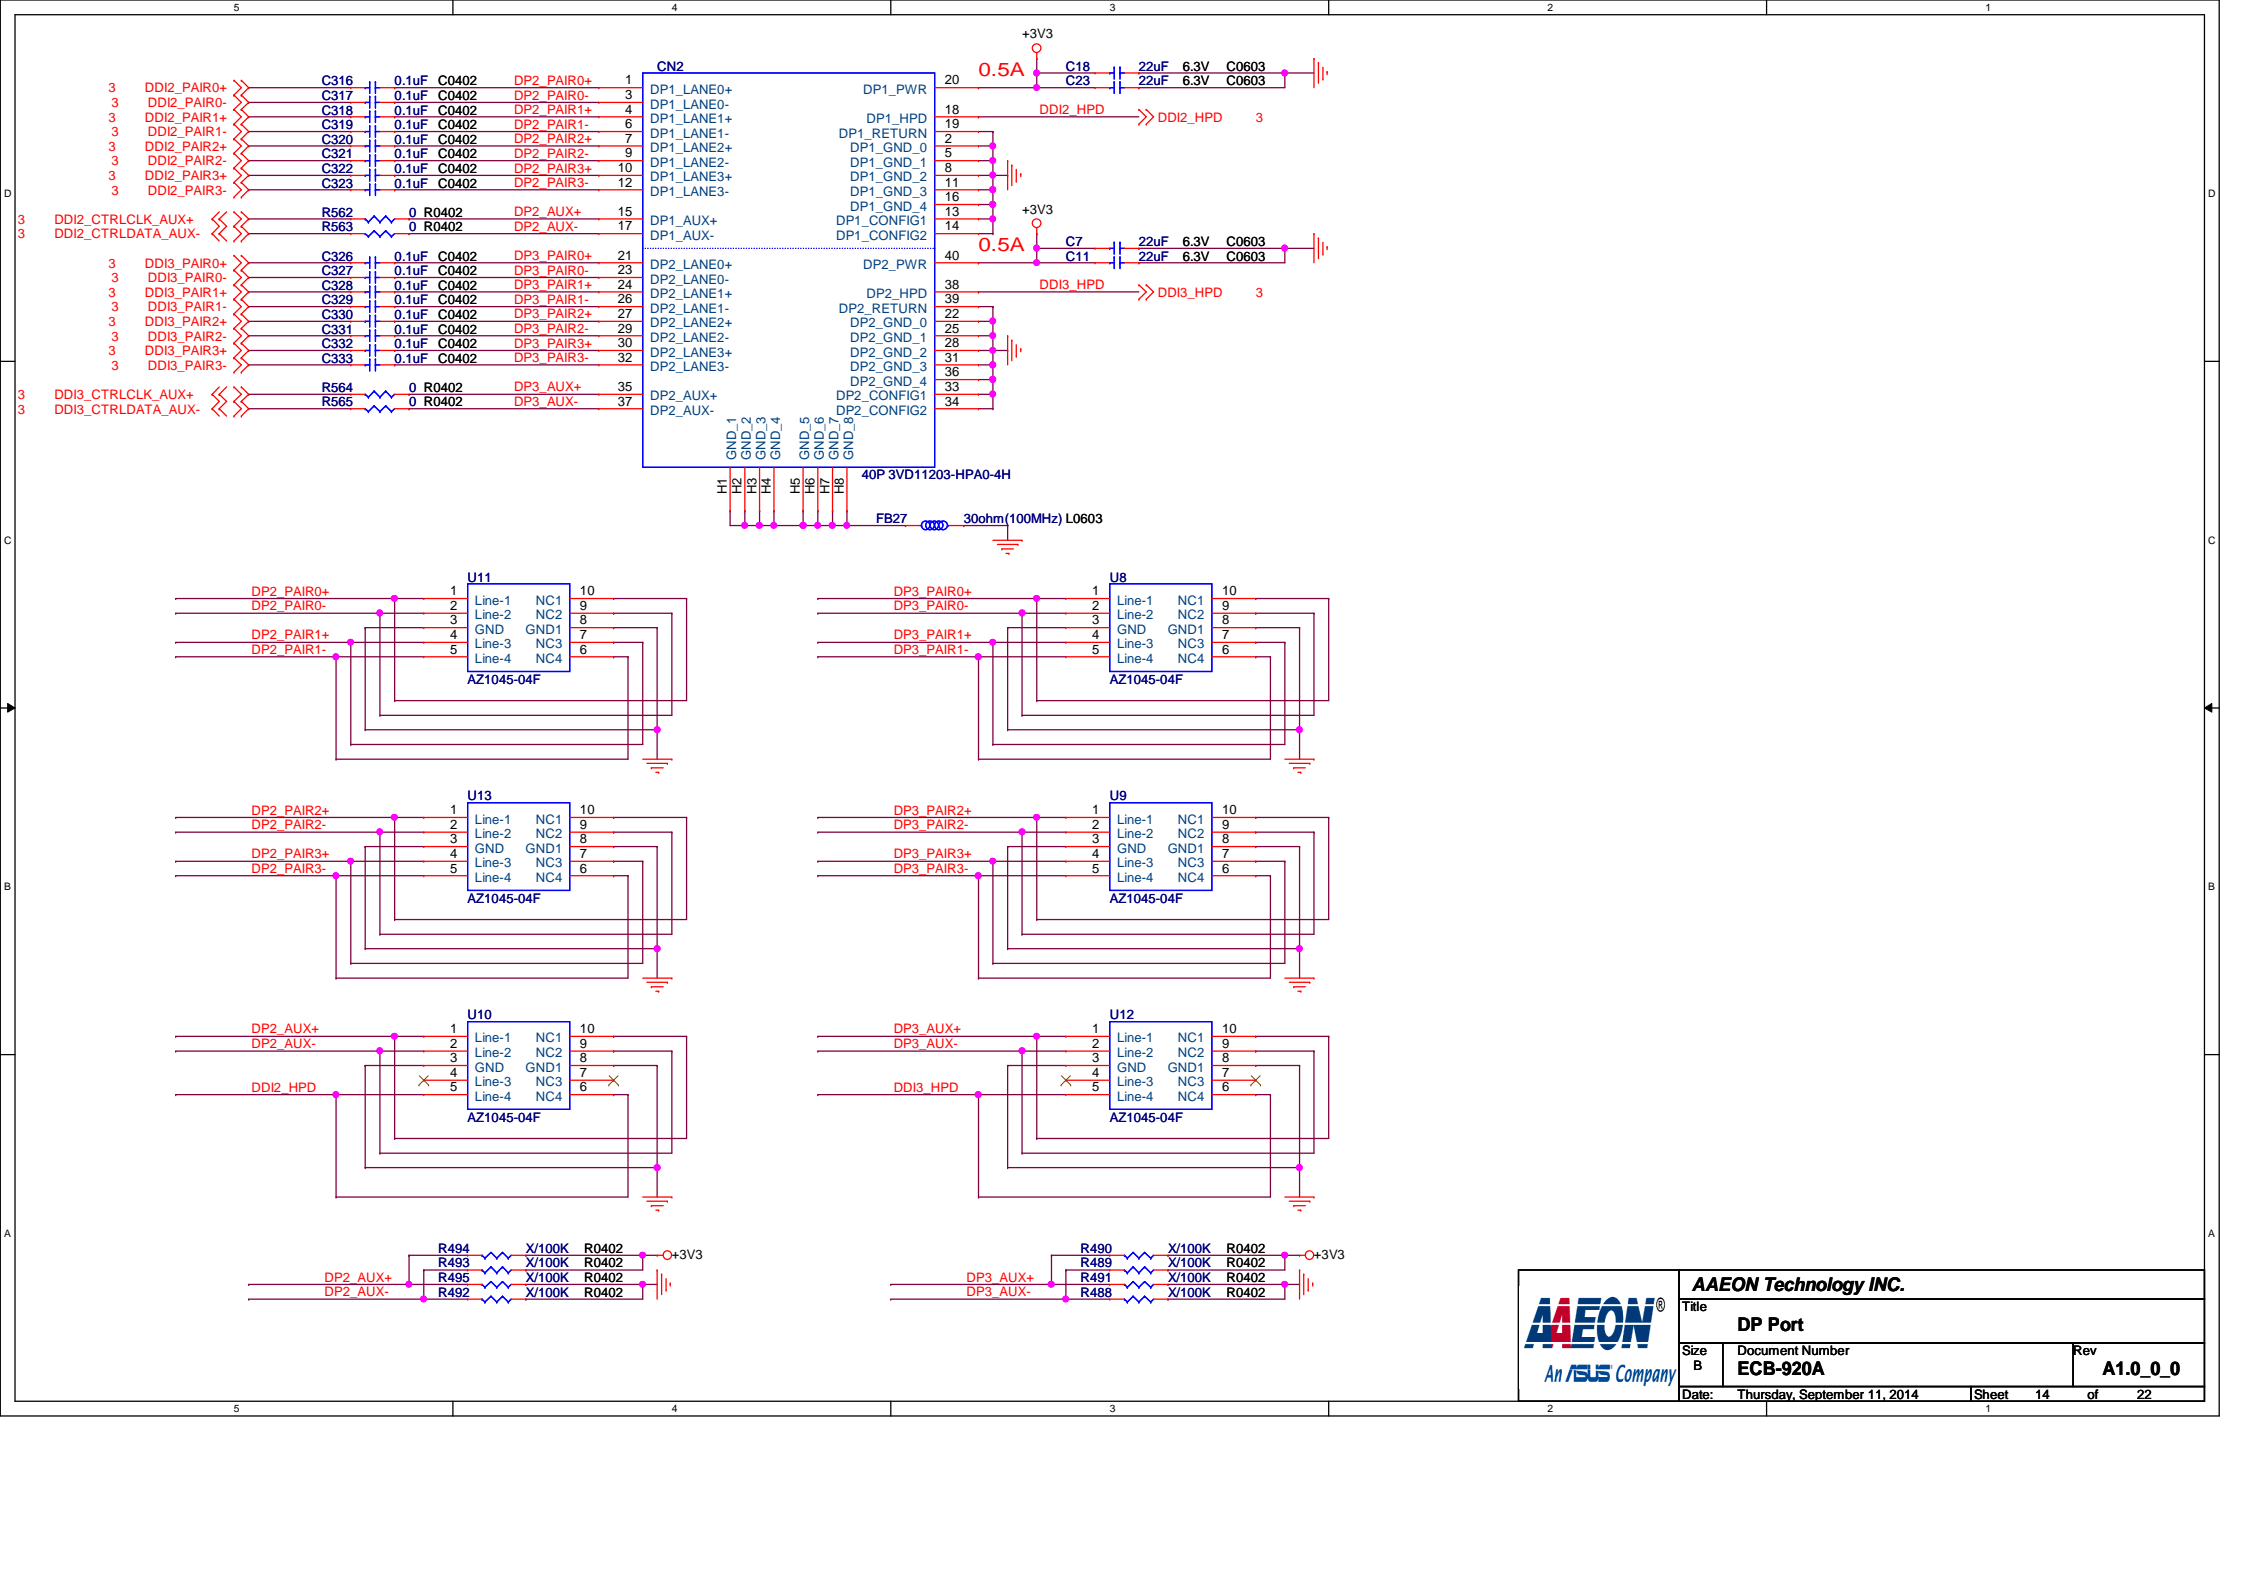 5 4 3 2 1
D D
C C
B B
A A
+3V3
0.5A
C18 22uF 6.3V C0603
C23 22uF 6.3V C0603
CN2
3 DDI2_PAIR0+ C316 0.1uF C0402 DP2_PAIR0+ 1 DP1_LANE0+
3 DDI2_PAIR0- C317 0.1uF C0402 DP2_PAIR0- 3 DP1_LANE0-
3 DDI2_PAIR1+ C318 0.1uF C0402 DP2_PAIR1+ 4 DP1_LANE1+
3 DDI2_PAIR1- C319 0.1uF C0402 DP2_PAIR1- 6 DP1_LANE1-
3 DDI2_PAIR2+ C320 0.1uF C0402 DP2_PAIR2+ 7 DP1_LANE2+
3 DDI2_PAIR2- C321 0.1uF C0402 DP2_PAIR2- 9 DP1_LANE2-
3 DDI2_PAIR3+ C322 0.1uF C0402 DP2_PAIR3+ 10 DP1_LANE3+
3 DDI2_PAIR3- C323 0.1uF C0402 DP2_PAIR3- 12 DP1_LANE3-
3 DDI2_CTRLCLK_AUX+ R562 0 R0402 DP2_AUX+ 15 DP1_AUX+
3 DDI2_CTRLDATA_AUX- R563 0 R0402 DP2_AUX- 17 DP1_AUX-
3 DDI3_PAIR0+ C326 0.1uF C0402 DP3_PAIR0+ 21 DP2_LANE0+
3 DDI3_PAIR0- C327 0.1uF C0402 DP3_PAIR0- 23 DP2_LANE0-
3 DDI3_PAIR1+ C328 0.1uF C0402 DP3_PAIR1+ 24 DP2_LANE1+
3 DDI3_PAIR1- C329 0.1uF C0402 DP3_PAIR1- 26 DP2_LANE1-
3 DDI3_PAIR2+ C330 0.1uF C0402 DP3_PAIR2+ 27 DP2_LANE2+
3 DDI3_PAIR2- C331 0.1uF C0402 DP3_PAIR2- 29 DP2_LANE2-
3 DDI3_PAIR3+ C332 0.1uF C0402 DP3_PAIR3+ 30 DP2_LANE3+
3 DDI3_PAIR3- C333 0.1uF C0402 DP3_PAIR3- 32 DP2_LANE3-
3 DDI3_CTRLCLK_AUX+ R564 0 R0402 DP3_AUX+ 35 DP2_AUX+
3 DDI3_CTRLDATA_AUX- R565 0 R0402 DP3_AUX- 37 DP2_AUX-
DP1_PWR 20
DP1_HPD 18 DDI2_HPD DDI2_HPD 3
DP1_RETURN 19
DP1_GND_0 2
DP1_GND_1 5
DP1_GND_2 8
DP1_GND_3 11
DP1_GND_4 16
DP1_CONFIG1 13
DP1_CONFIG2 14
+3V3
0.5A
C7 22uF 6.3V C0603
C11 22uF 6.3V C0603
DP2_PWR 40
DP2_HPD 38 DDI3_HPD DDI3_HPD 3
DP2_RETURN 39
DP2_GND_0 22
DP2_GND_1 25
DP2_GND_2 28
DP2_GND_3 31
DP2_GND_4 36
DP2_CONFIG1 33
DP2_CONFIG2 34
GND_1 GND_2 GND_3 GND_4 GND_5 GND_6 GND_7 GND_8
H1 H2 H3 H4 H5 H6 H7 H8
40P 3VD11203-HPA0-4H
FB27 30ohm(100MHz) L0603
U11
DP2_PAIR0+ 1 Line-1 NC1 10
DP2_PAIR0- 2 Line-2 NC2 9
3 GND GND1 8
DP2_PAIR1+ 4 Line-3 NC3 7
DP2_PAIR1- 5 Line-4 NC4 6
AZ1045-04F
U8
DP3_PAIR0+ 1 Line-1 NC1 10
DP3_PAIR0- 2 Line-2 NC2 9
3 GND GND1 8
DP3_PAIR1+ 4 Line-3 NC3 7
DP3_PAIR1- 5 Line-4 NC4 6
AZ1045-04F
U13
DP2_PAIR2+ 1 Line-1 NC1 10
DP2_PAIR2- 2 Line-2 NC2 9
3 GND GND1 8
DP2_PAIR3+ 4 Line-3 NC3 7
DP2_PAIR3- 5 Line-4 NC4 6
AZ1045-04F
U9
DP3_PAIR2+ 1 Line-1 NC1 10
DP3_PAIR2- 2 Line-2 NC2 9
3 GND GND1 8
DP3_PAIR3+ 4 Line-3 NC3 7
DP3_PAIR3- 5 Line-4 NC4 6
AZ1045-04F
U10
DP2_AUX+ 1 Line-1 NC1 10
DP2_AUX- 2 Line-2 NC2 9
3 GND GND1 8
4 Line-3 NC3 7
DDI2_HPD 5 Line-4 NC4 6
AZ1045-04F
U12
DP3_AUX+ 1 Line-1 NC1 10
DP3_AUX- 2 Line-2 NC2 9
3 GND GND1 8
4 Line-3 NC3 7
DDI3_HPD 5 Line-4 NC4 6
AZ1045-04F
R494 X/100K R0402 +3V3
R493 X/100K R0402
DP2_AUX+ R495 X/100K R0402
DP2_AUX- R492 X/100K R0402
R490 X/100K R0402 +3V3
R489 X/100K R0402
DP3_AUX+ R491 X/100K R0402
DP3_AUX- R488 X/100K R0402
AAEON®
An ASUS Company
AAEON Technology INC.
Title
DP Port
Size Document Number Rev
B ECB-920A A1.0_0_0
Date: Thursday, September 11, 2014 Sheet 14 of 22
5 4 3 2 1